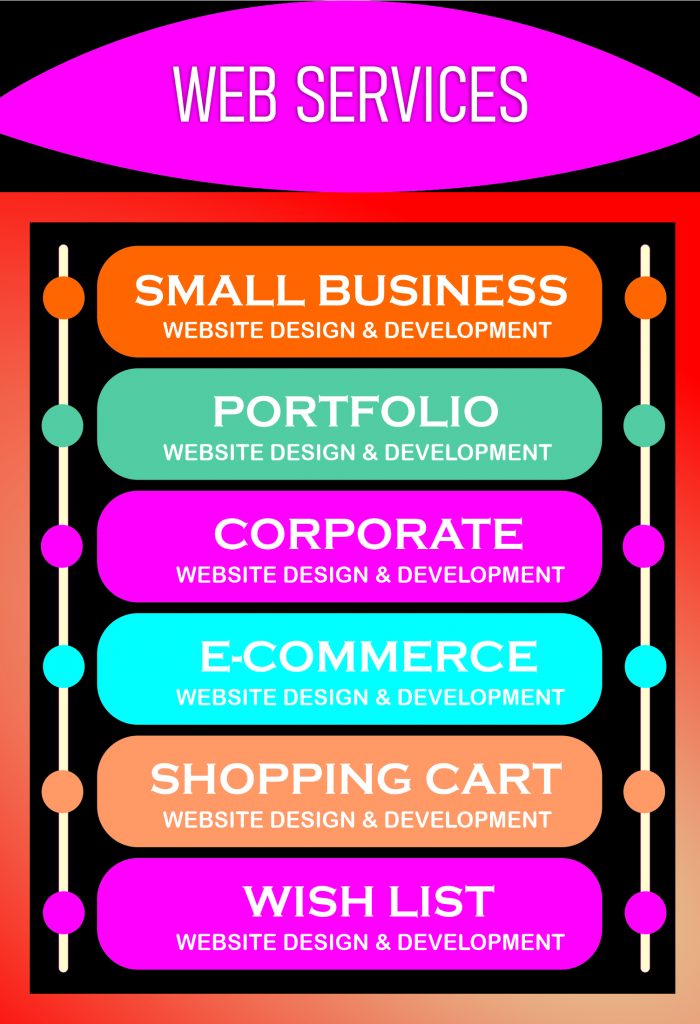 WEB SERVICES
SMALL BUSINESS
WEBSITE DESIGN & DEVELOPMENT
PORTFOLIO
WEBSITE DESIGN & DEVELOPMENT
CORPORATE
WEBSITE DESIGN & DEVELOPMENT
E-COMMERCE
WEBSITE DESIGN & DEVELOPMENT
SHOPPING CART
WEBSITE DESIGN & DEVELOPMENT
WISH LIST
WEBSITE DESIGN & DEVELOPMENT